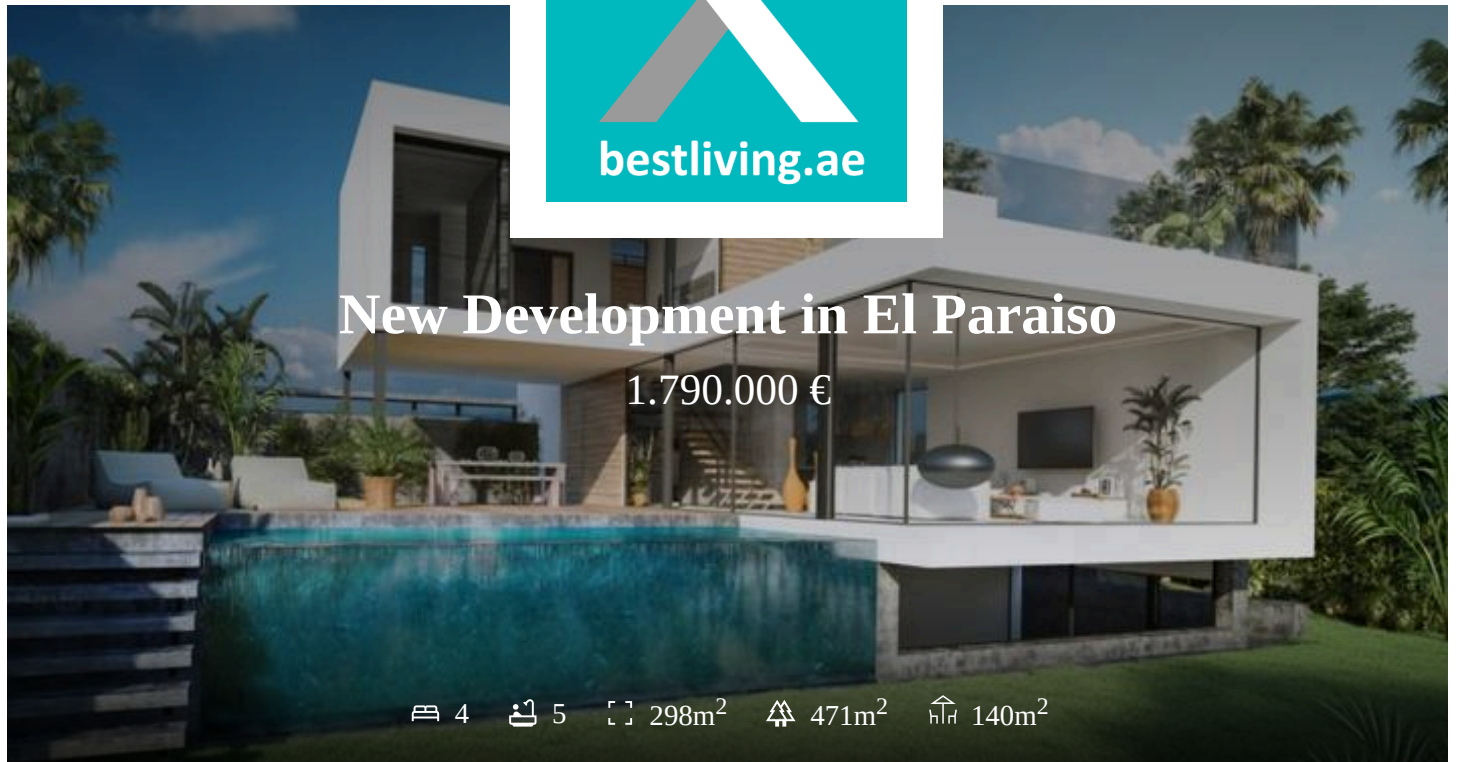 bestliving.ae
New Development in El Paraiso
1.790.000 €
4 5 298m² 471m² 140m²